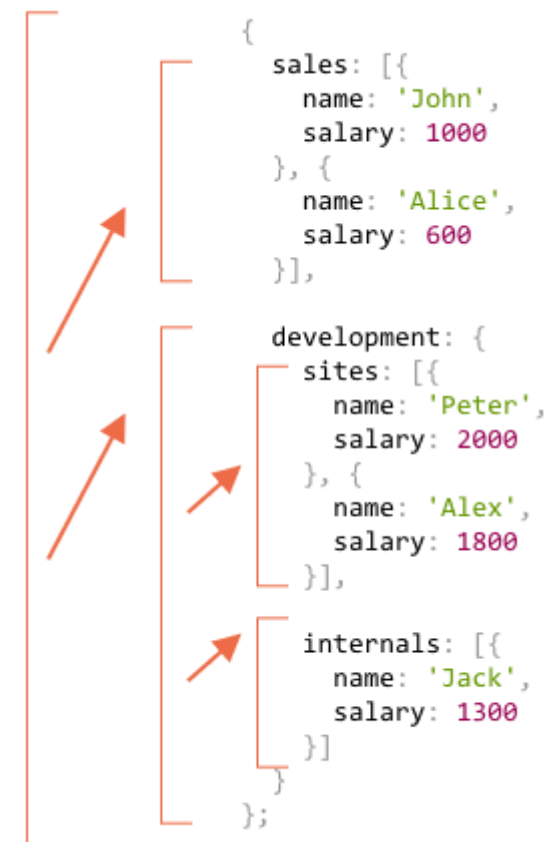 {
sales: [{
name: 'John',
salary: 1000
}, {
name: 'Alice',
salary: 600
}],
development: {
sites: [{
name: 'Peter',
salary: 2000
}, {
name: 'Alex',
salary: 1800
}],
internals: [{
name: 'Jack',
salary: 1300
}]
}
};